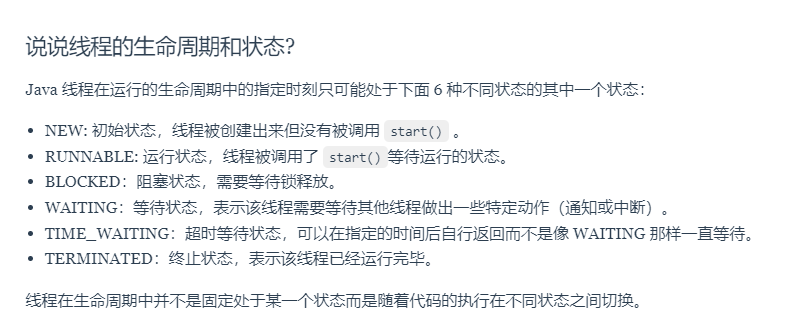 说说线程的生命周期和状态?
Java 线程在运行的生命周期中的指定时刻只可能处于下面 6 种不同状态的其中一个状态：
• NEW: 初始状态，线程被创建出来但没有被调用 start() 。
• RUNNABLE: 运行状态，线程被调用了 start()等待运行的状态。
• BLOCKED：阻塞状态，需要等待锁释放。
• WAITING：等待状态，表示该线程需要等待其他线程做出一些特定动作（通知或中断）。
• TIME_WAITING：超时等待状态，可以在指定的时间后自行返回而不是像 WAITING 那样一直等待。
• TERMINATED：终止状态，表示该线程已经运行完毕。
线程在生命周期中并不是固定处于某一个状态而是随着代码的执行在不同状态之间切换。